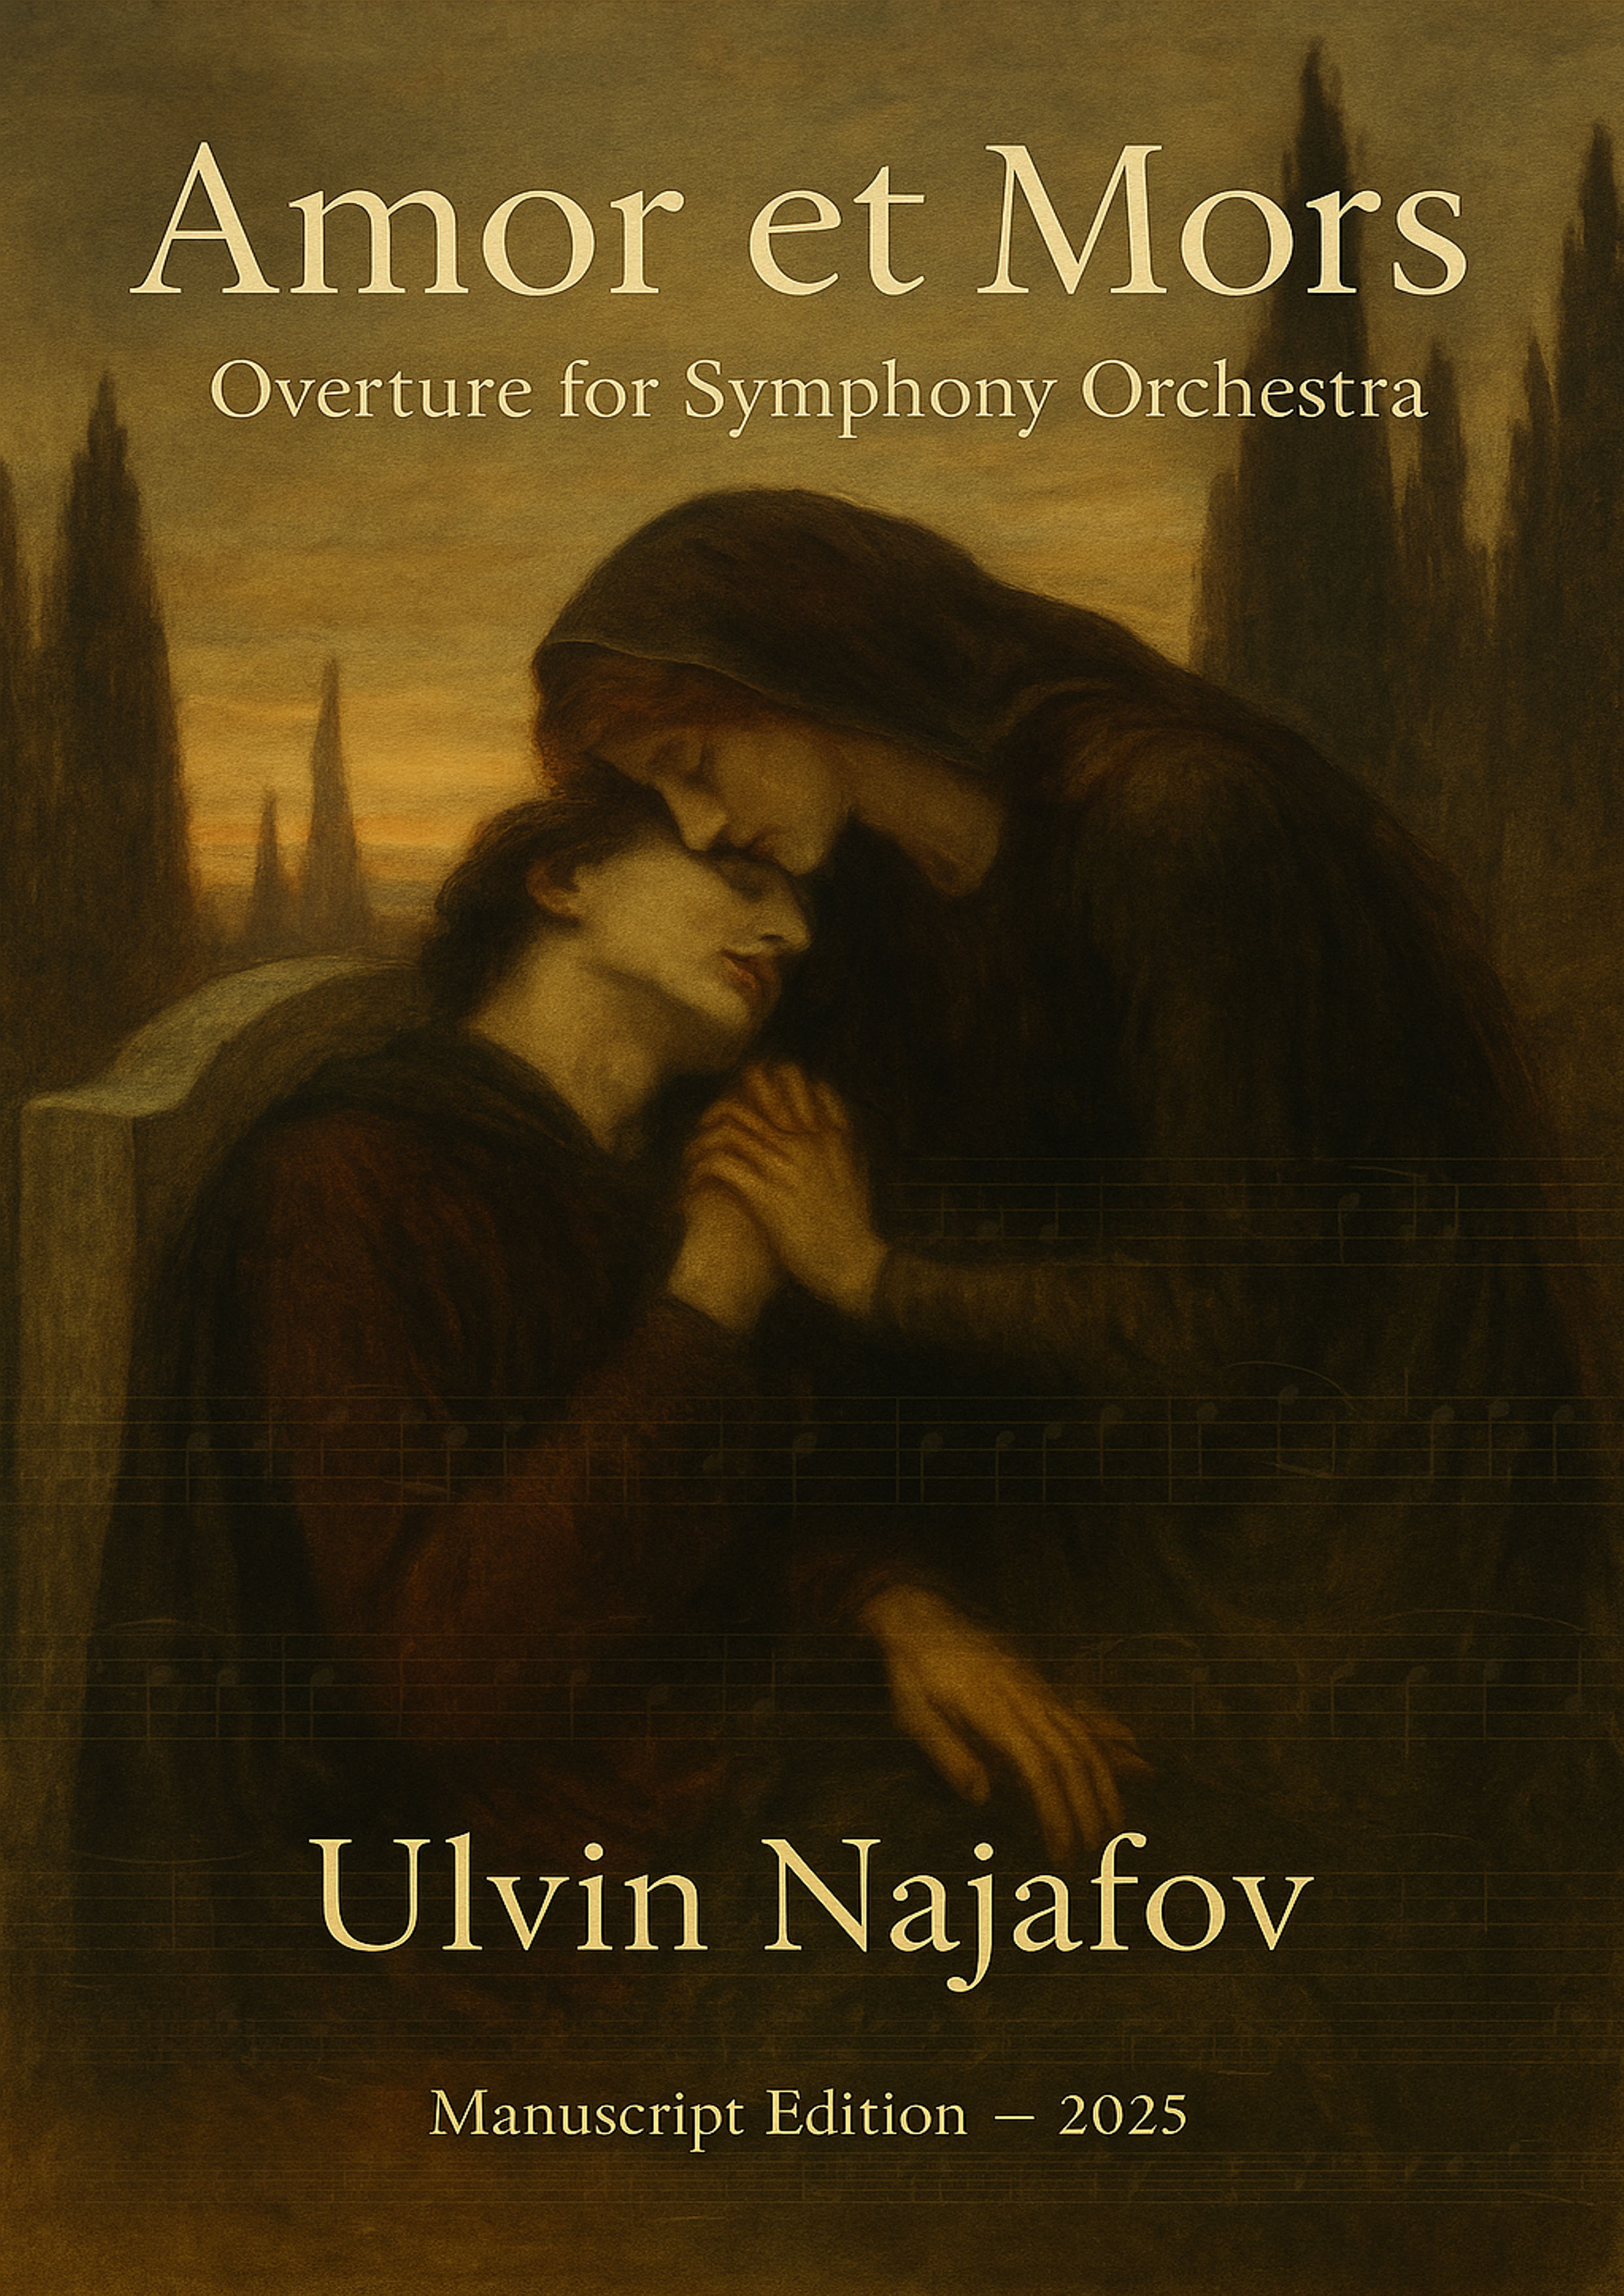 Amor et Mors
Overture for Symphony Orchestra
Ulvin Najafov
Manuscript Edition – 2025